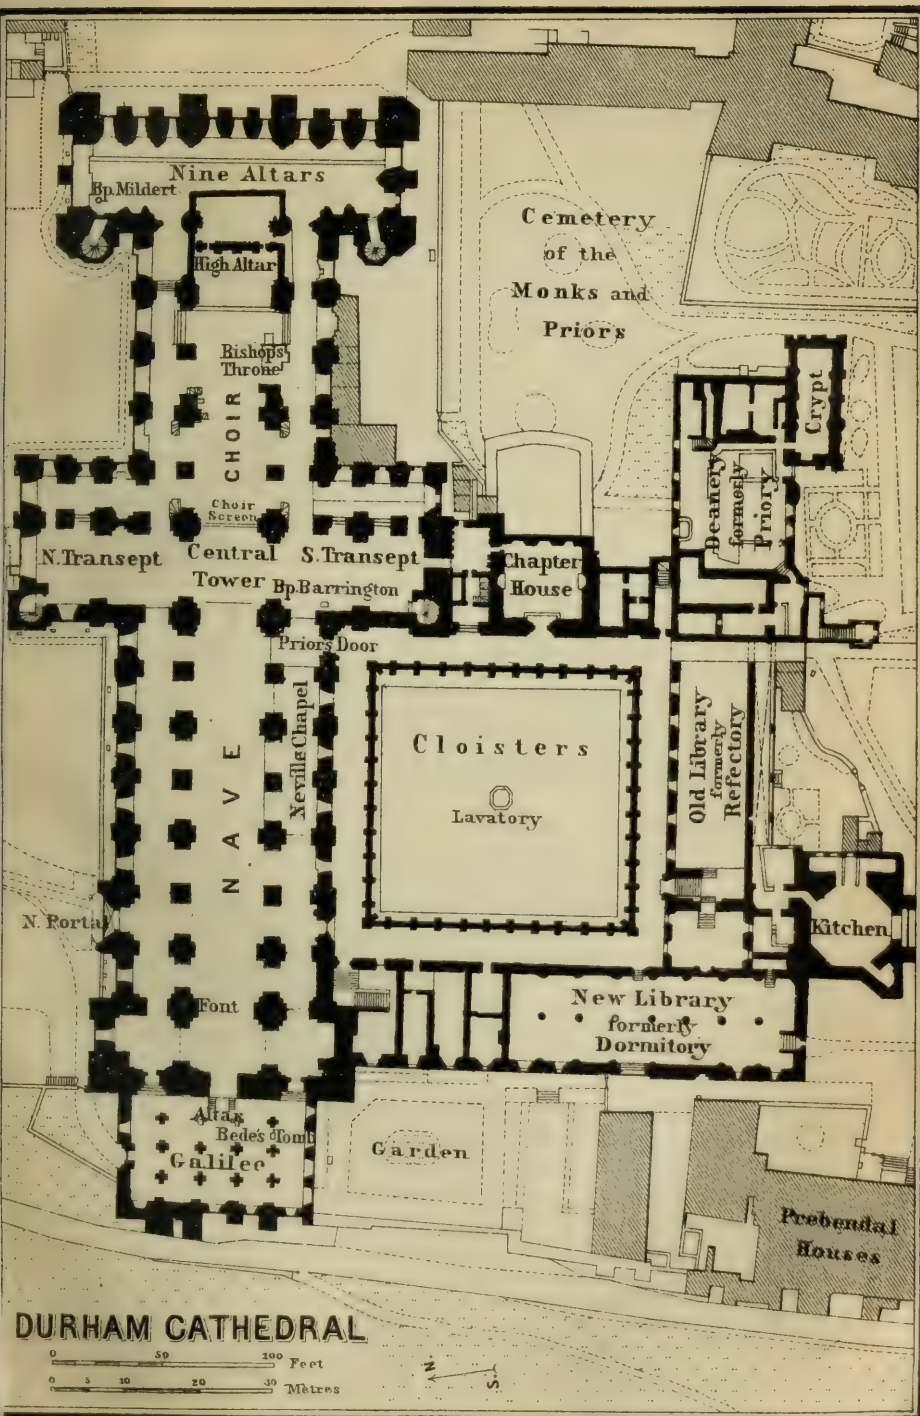 Nine Altars
Bp. Mildert
High Altar
Cemetery
of the
Monks and
Priors
Bishops
Throne
CHOIR
Choir
Screen
Crypt
Deanery
formerly
Priory
N. Transept
Central
Tower
S. Transept
Bp. Barrington
Chapter
House
Priors Door
Neville Chapel
NAVE
Cloisters
Lavatory
Old Library
formerly
Refectory
N. Portal
Kitchen
Font
New Library
formerly
Dormitory
Altar
Bede's Tomb
Galilee
Garden
Prebendal
Houses
DURHAM CATHEDRAL
0 50 100 Feet
0 5 10 20 30 Metres
N.
S.